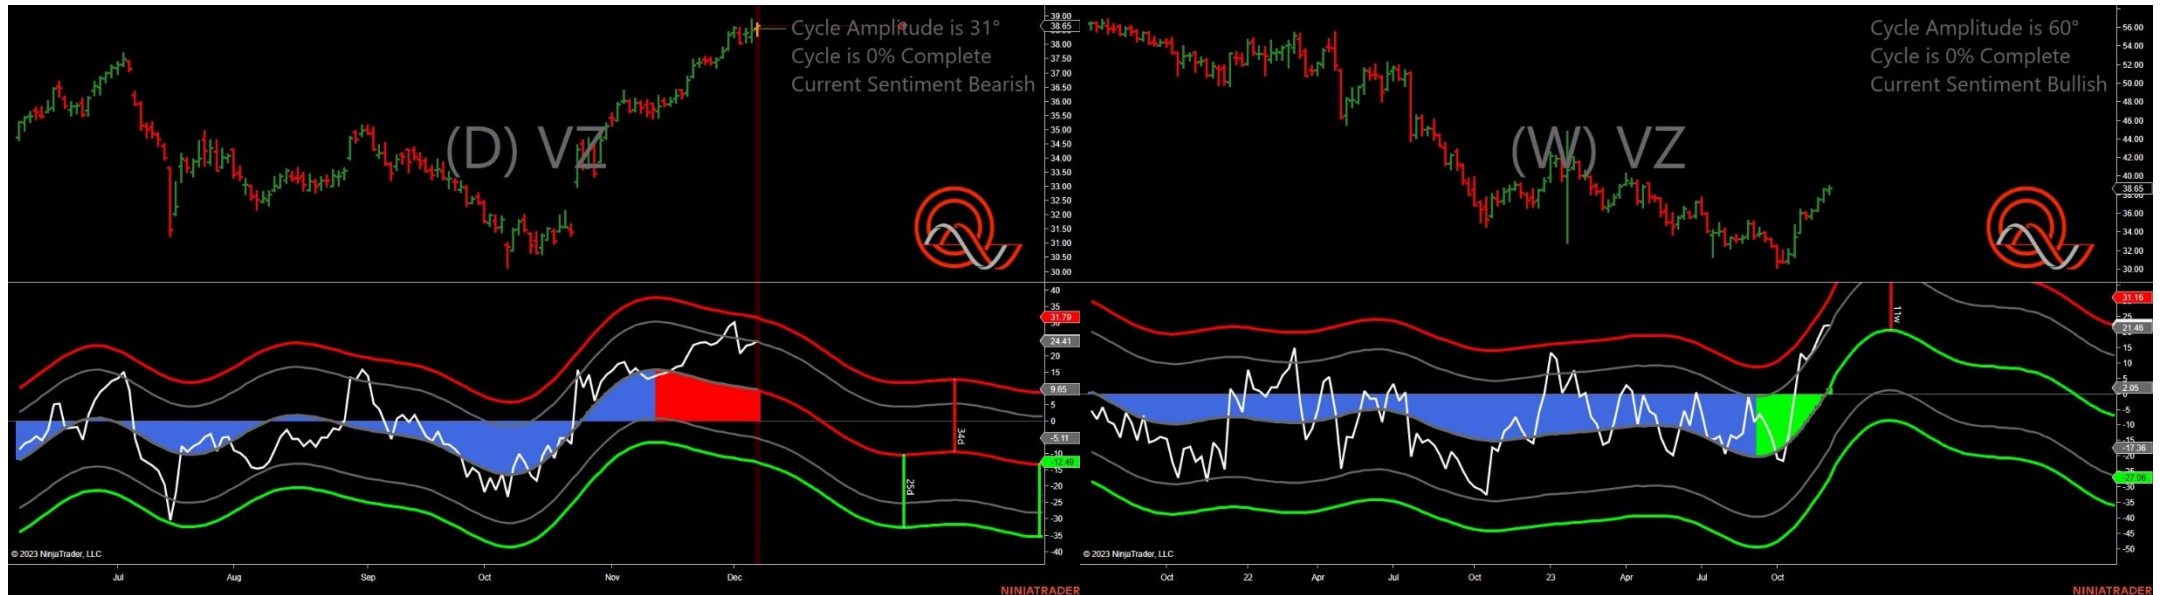 Cycle Amplitude is 31°
Cycle is 0% Complete
Current Sentiment Bearish
(D) VZ
39.00
38.65
38.00
37.50
37.00
36.50
36.00
35.50
35.00
34.50
34.00
33.50
33.00
32.50
32.00
31.50
31.00
30.50
30.00
40
35
31.79
24.41
20
15
9.65
5
0
-5.11
-10
-12.49
-20
-25
-30
-35
-40
34d
25d
© 2023 NinjaTrader, LLC
Jul
Aug
Sep
Oct
Nov
Dec
NINJATRADER
Cycle Amplitude is 60°
Cycle is 0% Complete
Current Sentiment Bullish
(W) VZ
56.00
54.00
52.00
50.00
48.00
46.00
44.00
42.00
40.00
38.65
36.00
34.00
32.00
30.00
31.16
21.46
15
10
5
2.05
-5
-10
-17.36
-27.06
-35
-40
-45
-50
11w
© 2023 NinjaTrader, LLC
Oct
22
Apr
Jul
Oct
23
Apr
Jul
Oct
NINJATRADER